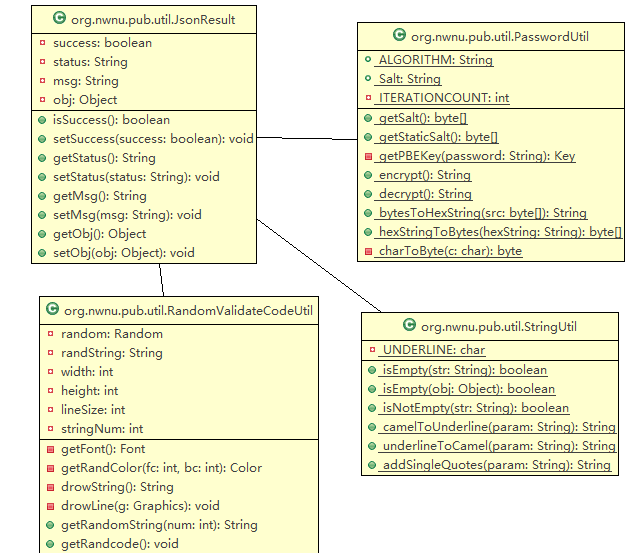 org.nwnu.pub.util.JsonResult
success: boolean
status: String
msg: String
obj: Object
isSuccess(): boolean
setSuccess(success: boolean): void
getStatus(): String
setStatus(status: String): void
getMsg(): String
setMsg(msg: String): void
getObj(): Object
setObj(obj: Object): void
org.nwnu.pub.util.PasswordUtil
ALGORITHM: String
Salt: String
ITERATIONCOUNT: int
getSalt(): byte[]
getStaticSalt(): byte[]
getPBEKey(password: String): Key
encrypt(): String
decrypt(): String
bytesToHexString(src: byte[]): String
hexStringToBytes(hexString: String): byte[]
charToByte(c: char): byte
org.nwnu.pub.util.RandomValidateCodeUtil
random: Random
randString: String
width: int
height: int
lineSize: int
stringNum: int
getFont(): Font
getRandColor(fc: int, bc: int): Color
drowString(): String
drowLine(g: Graphics): void
getRandomString(num: int): String
getRandcode(): void
org.nwnu.pub.util.StringUtil
UNDERLINE: char
isEmpty(str: String): boolean
isEmpty(obj: Object): boolean
isNotEmpty(str: String): boolean
camelToUnderline(param: String): String
underlineToCamel(param: String): String
addSingleQuotes(param: String): String